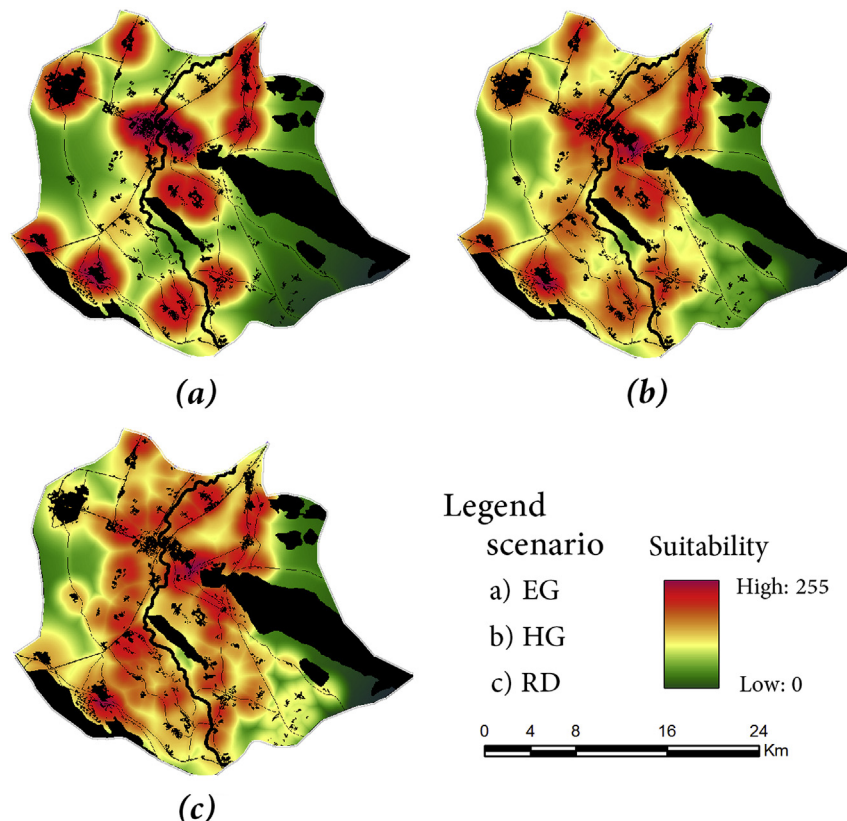 (a)
(b)
(c)
Legend
scenario
a) EG
b) HG
c) RD
Suitability
High: 255
Low: 0
0 4 8 16 24
Km